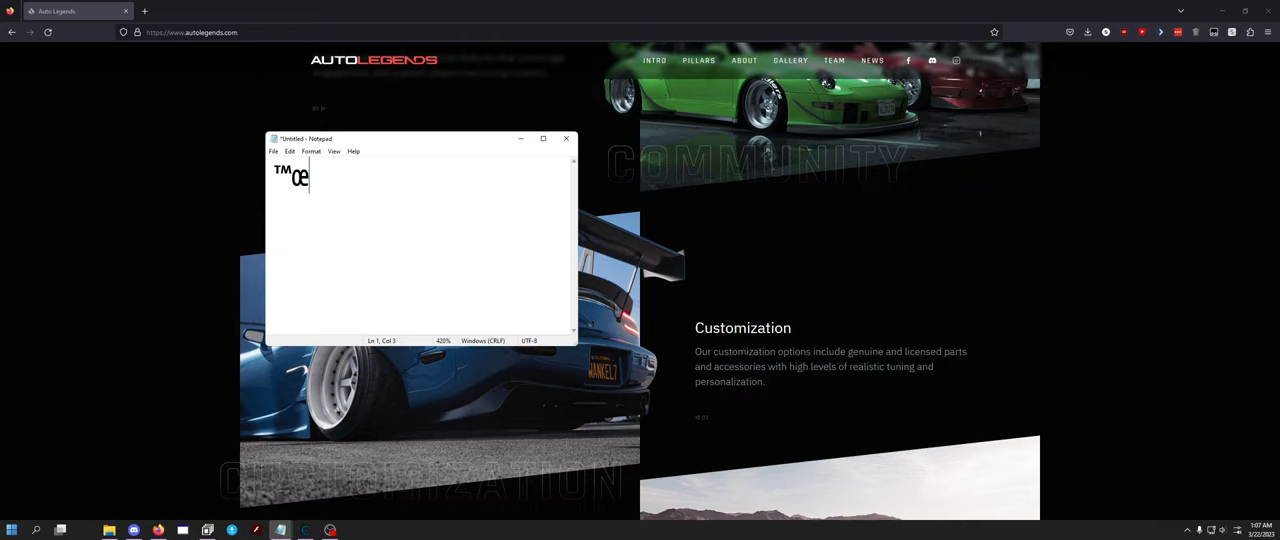 Auto Legends
https://www.autolegends.com
AUTOLEGENDS
INTRO
PILLARS
ABOUT
GALLERY
TEAM
NEWS
01
*Untitled - Notepad
File Edit Format View Help
™œ
Ln 1, Col 3
420%
Windows (CRLF)
UTF-8
COMMUNITY
WANKEL7
Customization
Our customization options include genuine and licensed parts
and accessories with high levels of realistic tuning and
personalization.
02
CUSTOMIZATION
1:07 AM
3/22/2023